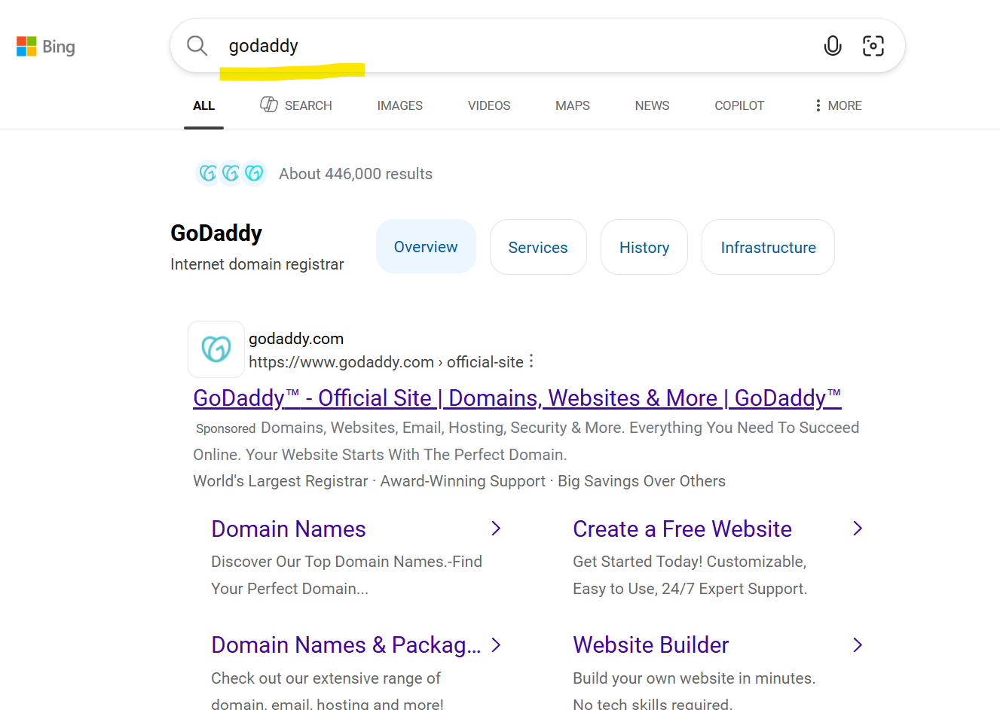 Bing
godaddy
ALL SEARCH IMAGES VIDEOS MAPS NEWS COPILOT MORE
About 446,000 results
GoDaddy
Internet domain registrar
Overview Services History Infrastructure
godaddy.com
https://www.godaddy.com › official-site
GoDaddy™ - Official Site | Domains, Websites & More | GoDaddy™
Sponsored Domains, Websites, Email, Hosting, Security & More. Everything You Need To Succeed
Online. Your Website Starts With The Perfect Domain.
World's Largest Registrar · Award-Winning Support · Big Savings Over Others
Domain Names
Discover Our Top Domain Names.-Find
Your Perfect Domain...
Create a Free Website
Get Started Today! Customizable,
Easy to Use, 24/7 Expert Support.
Domain Names & Packag...
Check out our extensive range of
domain, email, hosting and more!
Website Builder
Build your own website in minutes.
No tech skills required.